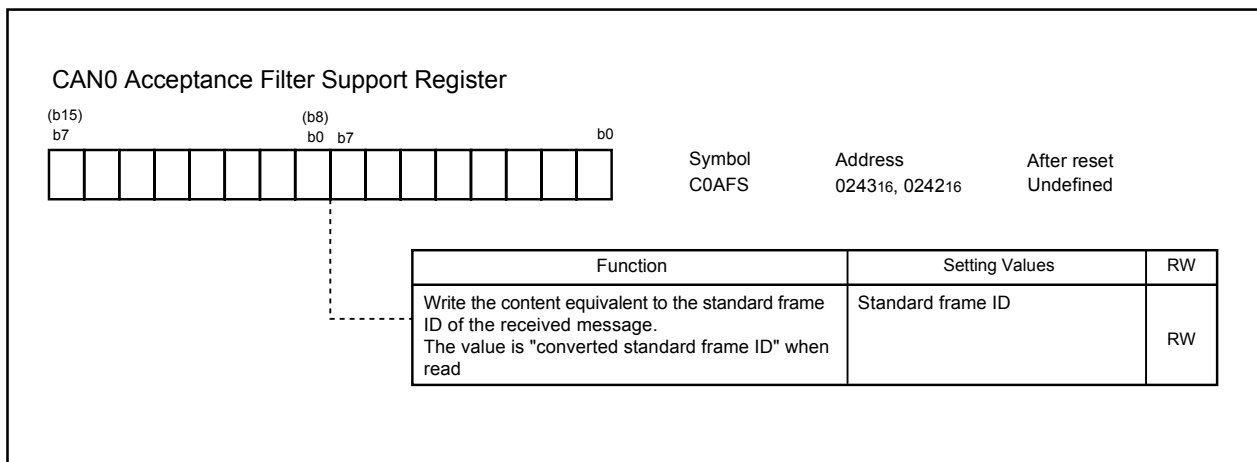 CAN0 Acceptance Filter Support Register
(b15) (b8)
b7 b0 b7 b0
Symbol Address After reset
C0AFS 024316, 024216 Undefined
Function Setting Values RW
Write the content equivalent to the standard frame Standard frame ID
ID of the received message.
The value is "converted standard frame ID" when RW
read